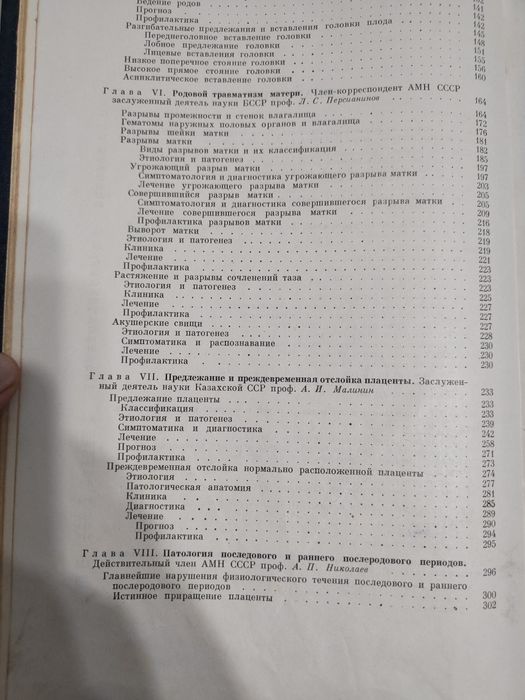 Ведение родов
Прогноз 141
Профилактика 142
Разгибательные предлежания и вставления головки плода 142
Переднеголовное вставление головки 145
Лобное предлежание головки 148
Лицевые вставления головки 151
Низкое поперечное стояние головки 155
Высокое прямое стояние головки 156
Асинклитическое вставление головки 160
Глава VI. Родовой травматизм матери. Член-корреспондент АМН СССР
заслуженный деятель науки БССР проф. Л. С. Персианинов 164
Разрывы промежности и стенок влагалища 164
Гематомы наружных половых органов и влагалища 172
Разрывы шейки матки 176
Разрывы матки 181
Виды разрывов матки и их классификация 182
Этиология и патогенез 185
Угрожающий разрыв матки 197
Симптоматология и диагностика угрожающего разрыва матки 197
Лечение угрожающего разрыва матки 203
Совершившийся разрыв матки 205
Симптоматология и диагностика совершившегося разрыва матки 205
Лечение совершившегося разрыва матки 209
Профилактика разрывов матки 216
Выворот матки 218
Этиология и патогенез 219
Клиника 219
Лечение 221
Профилактика 223
Растяжение и разрывы сочленений таза 223
Этиология и патогенез 223
Клиника 225
Лечение 227
Профилактика 227
Акушерские свищи 227
Этиология и патогенез 228
Симптоматика и распознавание 230
Лечение 230
Профилактика 230
Глава VII. Предлежание и преждевременная отслойка плаценты. Заслужен-
ный деятель науки Казахской ССР проф. А. И. Малинин 233
Предлежание плаценты 233
Классификация 233
Этиология и патогенез 239
Симптоматика и диагностика 242
Лечение 258
Прогноз 271
Профилактика 273
Преждевременная отслойка нормально расположенной плаценты 274
Этиология 277
Патологическая анатомия 281
Клиника 285
Диагностика 289
Лечение 290
Прогноз 294
Профилактика 295
Глава VIII. Патология последового и раннего послеродового периодов.
Действительный член АМН СССР проф. А. П. Николаев 296
Главнейшие нарушения физиологического течения последового и раннего
послеродового периодов 300
Истинное приращение плаценты 302